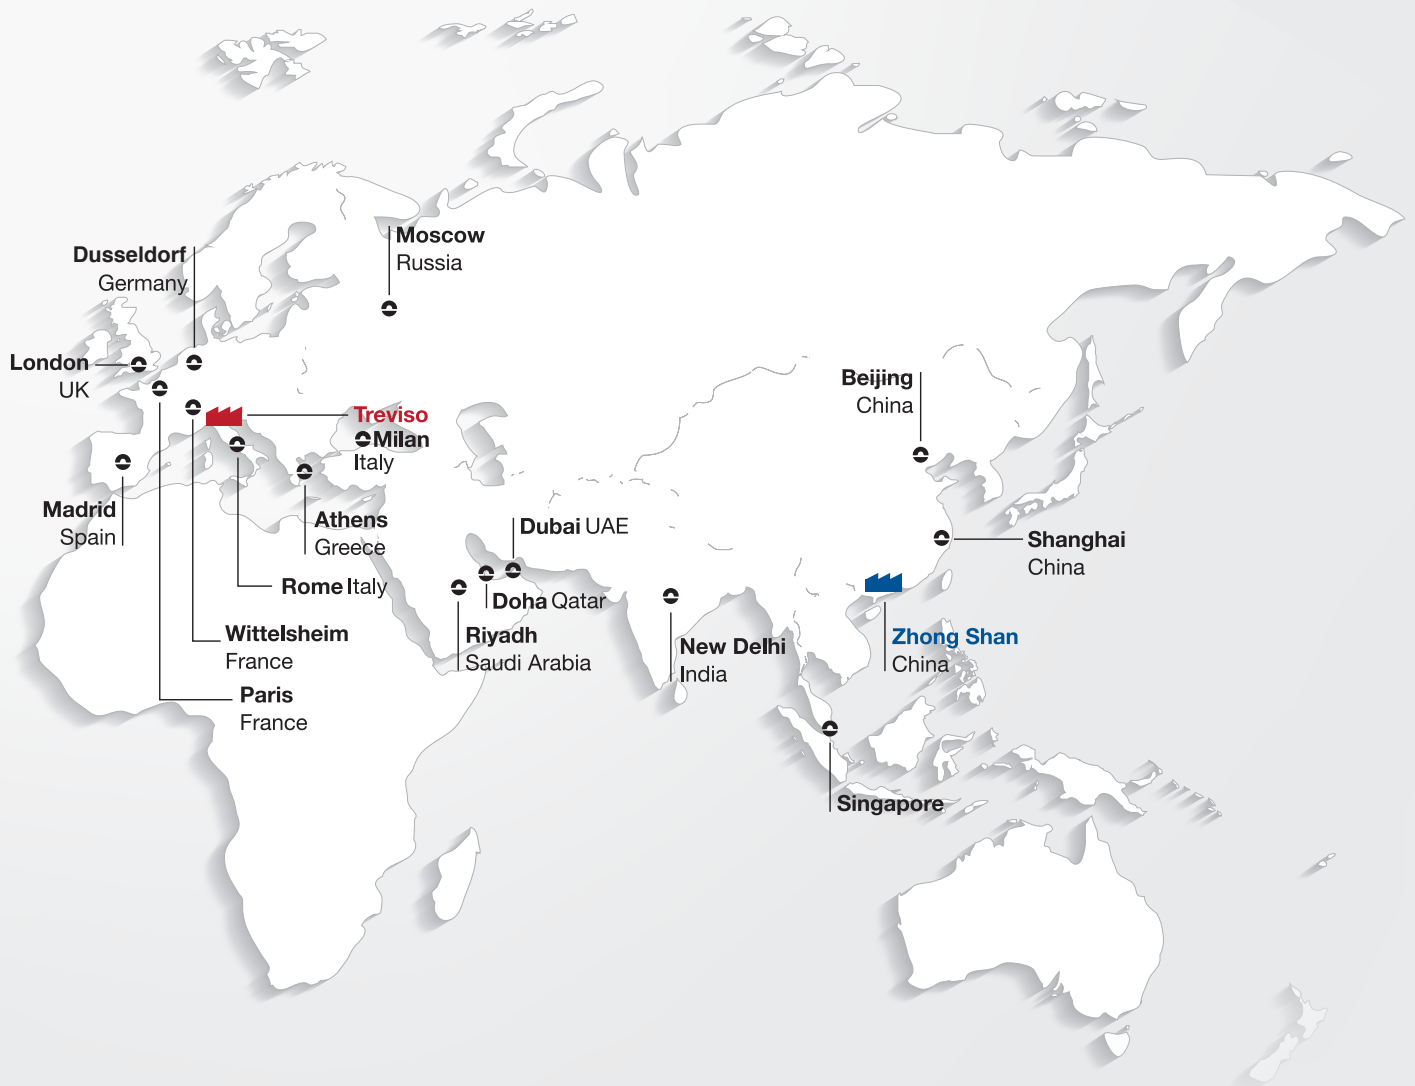 Moscow
Russia
Dusseldorf
Germany
London
UK
Beijing
China
Treviso
Milan
Italy
Madrid
Spain
Athens
Greece
Dubai UAE
Shanghai
China
Rome Italy
Doha Qatar
Wittelsheim
France
Riyadh
Saudi Arabia
New Delhi
India
Zhong Shan
China
Paris
France
Singapore